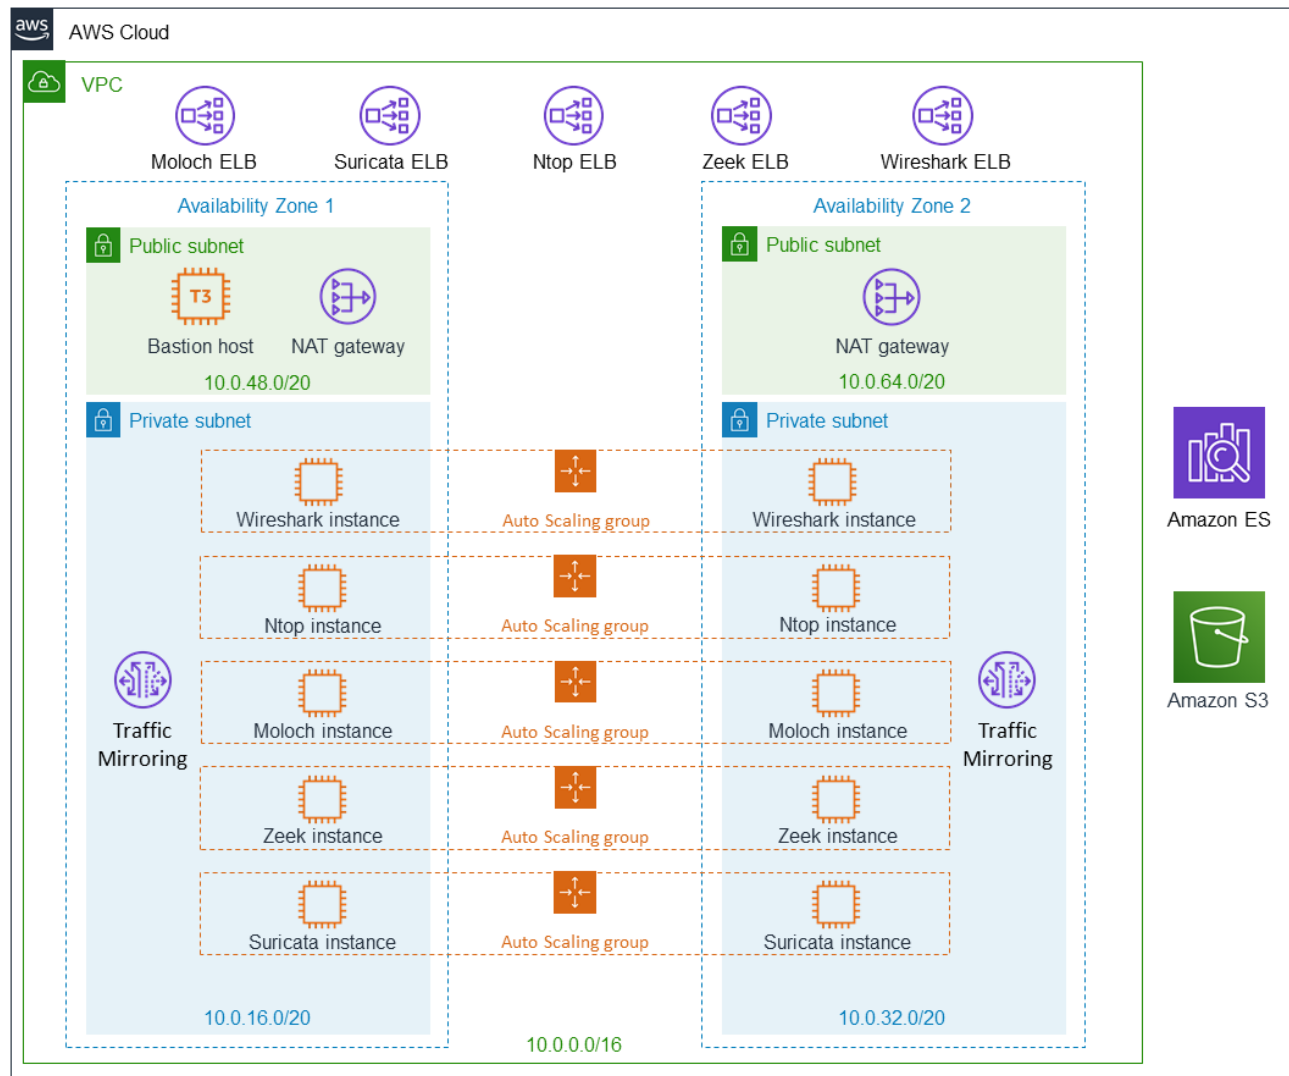 aws
AWS Cloud
VPC
Moloch ELB
Suricata ELB
Ntop ELB
Zeek ELB
Wireshark ELB
Availability Zone 1
Public subnet
T3
Bastion host
NAT gateway
10.0.48.0/20
Availability Zone 2
Public subnet
NAT gateway
10.0.64.0/20
Private subnet
Private subnet
Wireshark instance
Auto Scaling group
Wireshark instance
Ntop instance
Auto Scaling group
Ntop instance
Moloch instance
Auto Scaling group
Moloch instance
Zeek instance
Auto Scaling group
Zeek instance
Suricata instance
Auto Scaling group
Suricata instance
Traffic
Mirroring
Traffic
Mirroring
10.0.16.0/20
10.0.32.0/20
10.0.0.0/16
Amazon ES
Amazon S3